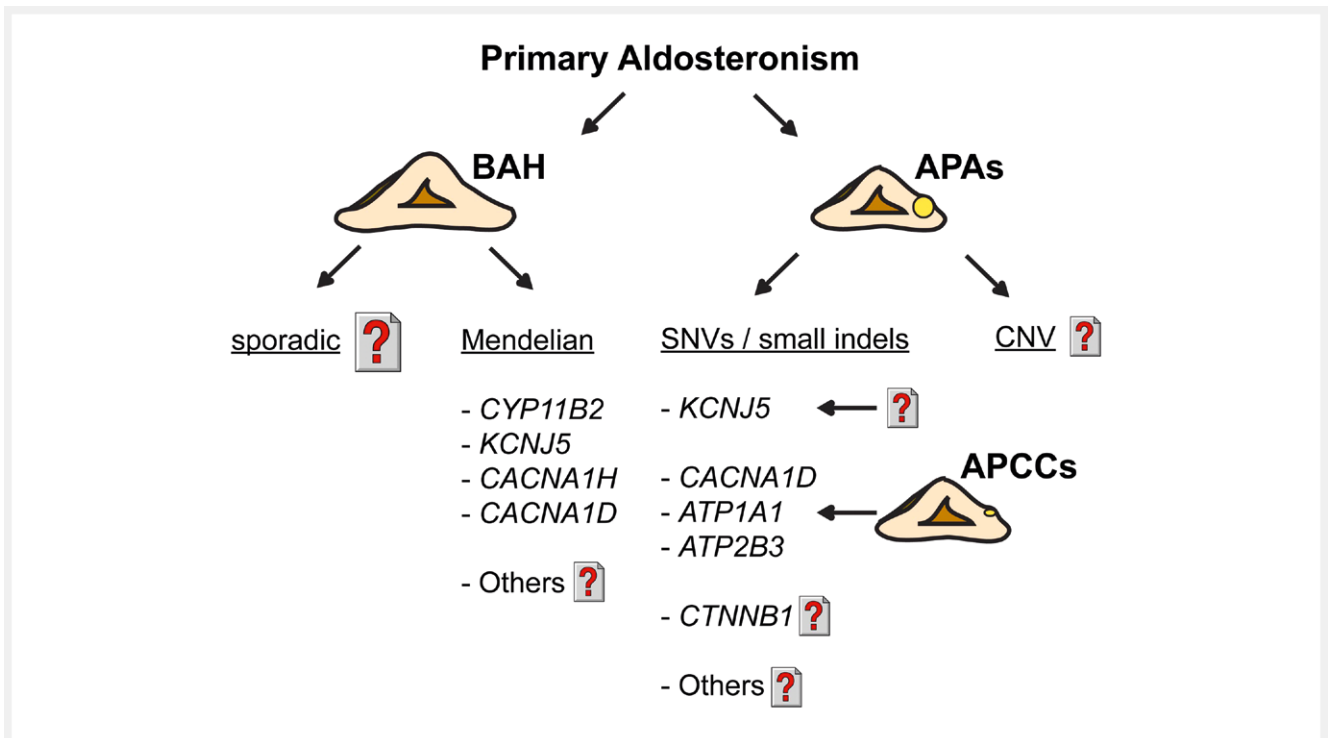 Primary Aldosteronism
BAH
APAs
sporadic ?
Mendelian
SNVs / small indels
CNV ?
- CYP11B2
- KCNJ5
- CACNA1H
- CACNA1D
- Others ?
- KCNJ5 ?
- CACNA1D
- ATP1A1
- ATP2B3
APCCs
- CTNNB1 ?
- Others ?